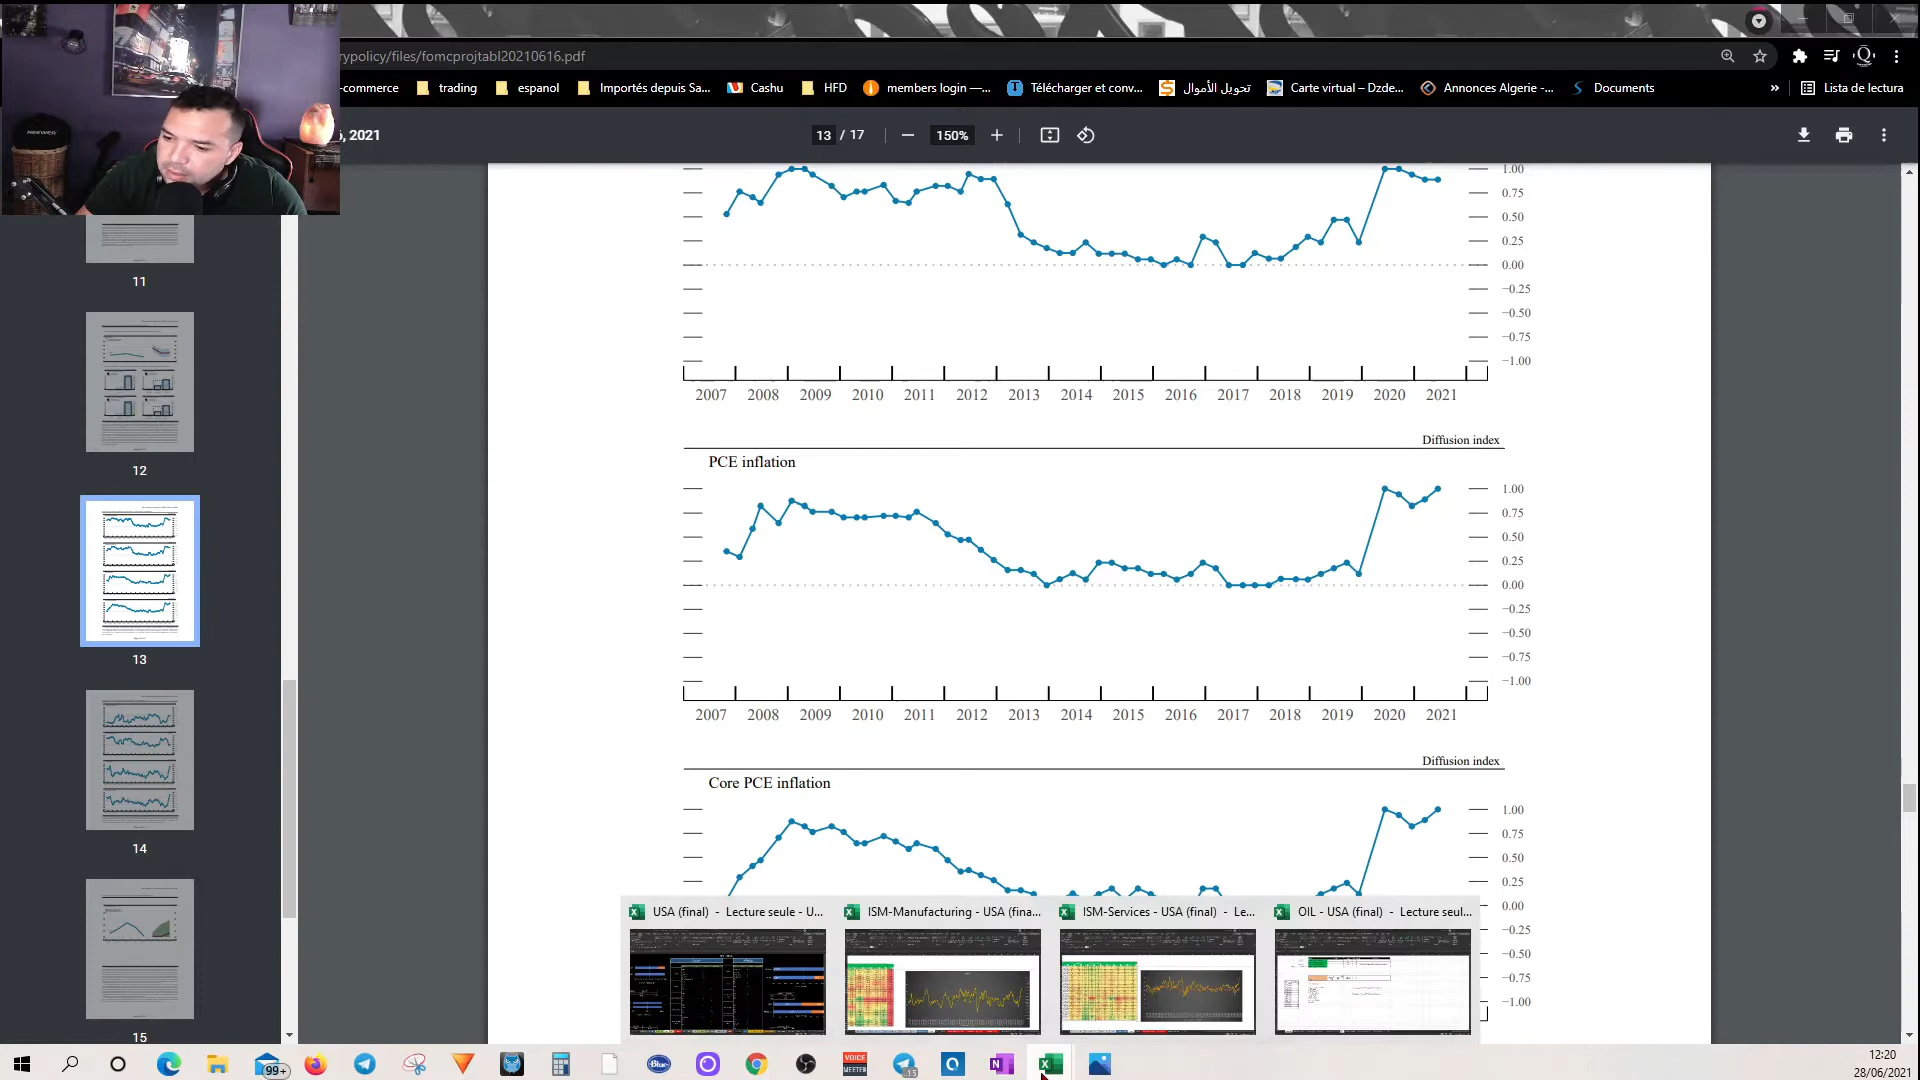 rypolicy/files/fomcprojtabl20210616.pdf
-commerce
trading
espanol
Importés depuis Sa...
Cashu
HFD
members login —...
Télécharger et conv...
تحويل الأموال
Carte virtual – Dzde...
Annonces Algerie -...
Documents
»
Lista de lectura
6, 2021
13 / 17
150%
11
12
13
14
15
1.00
0.75
0.50
0.25
0.00
−0.25
−0.50
−0.75
−1.00
2007 2008 2009 2010 2011 2012 2013 2014 2015 2016 2017 2018 2019 2020 2021
Diffusion index
PCE inflation
1.00
0.75
0.50
0.25
0.00
−0.25
−0.50
−0.75
−1.00
2007 2008 2009 2010 2011 2012 2013 2014 2015 2016 2017 2018 2019 2020 2021
Diffusion index
Core PCE inflation
1.00
0.75
0.50
0.25
0.00
−0.25
−0.50
−0.75
−1.00
USA (final) - Lecture seule - U...
ISM-Manufacturing - USA (fina...
ISM-Services - USA (final) - Le...
OIL - USA (final) - Lecture seul...
99+
Blue
VOICE
MEETER
15
12:20
28/06/2021